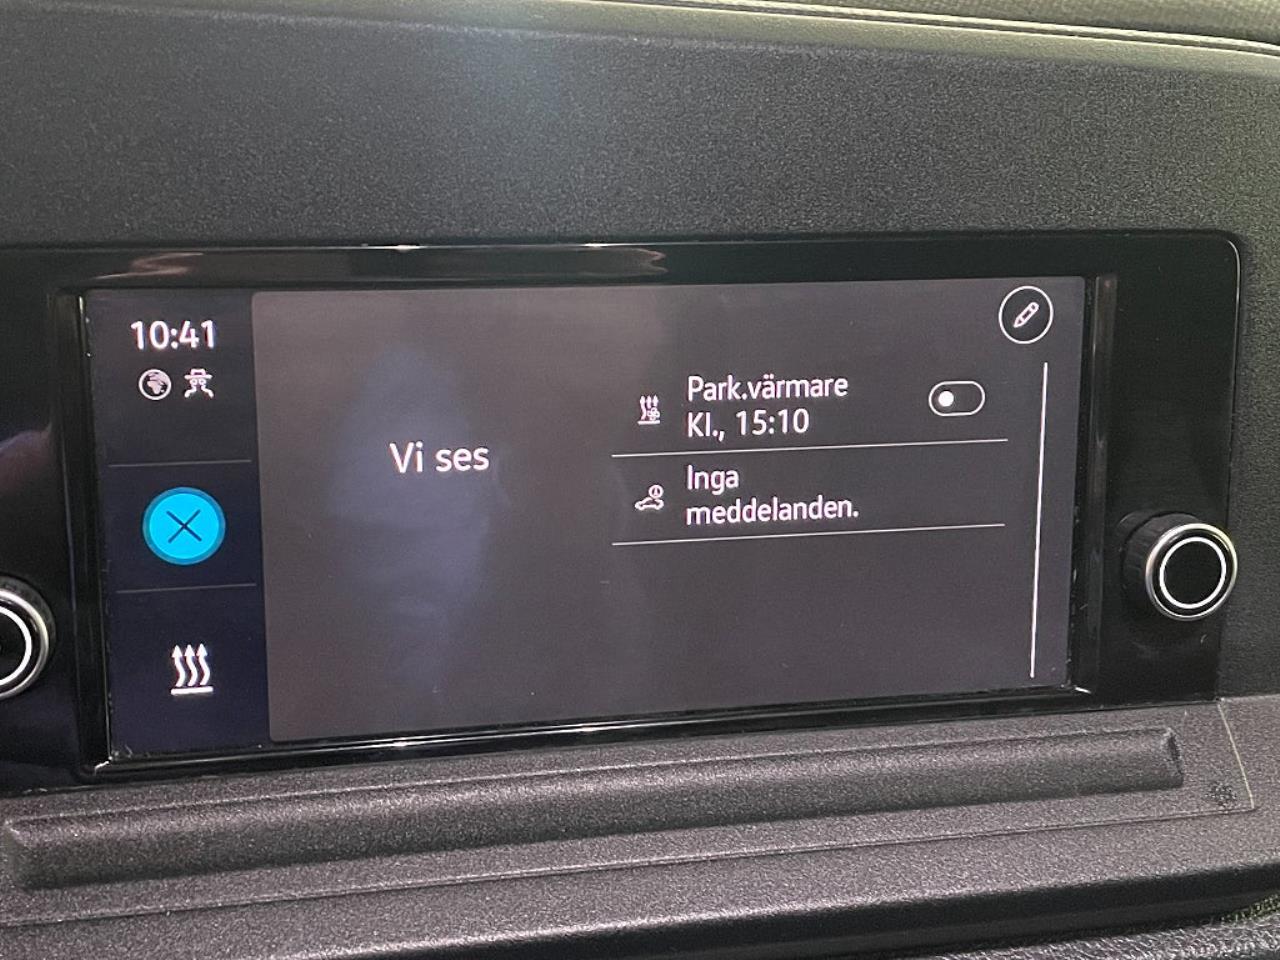 10:41
Vi ses
Park.värmare
Kl., 15:10
Inga
meddelanden.